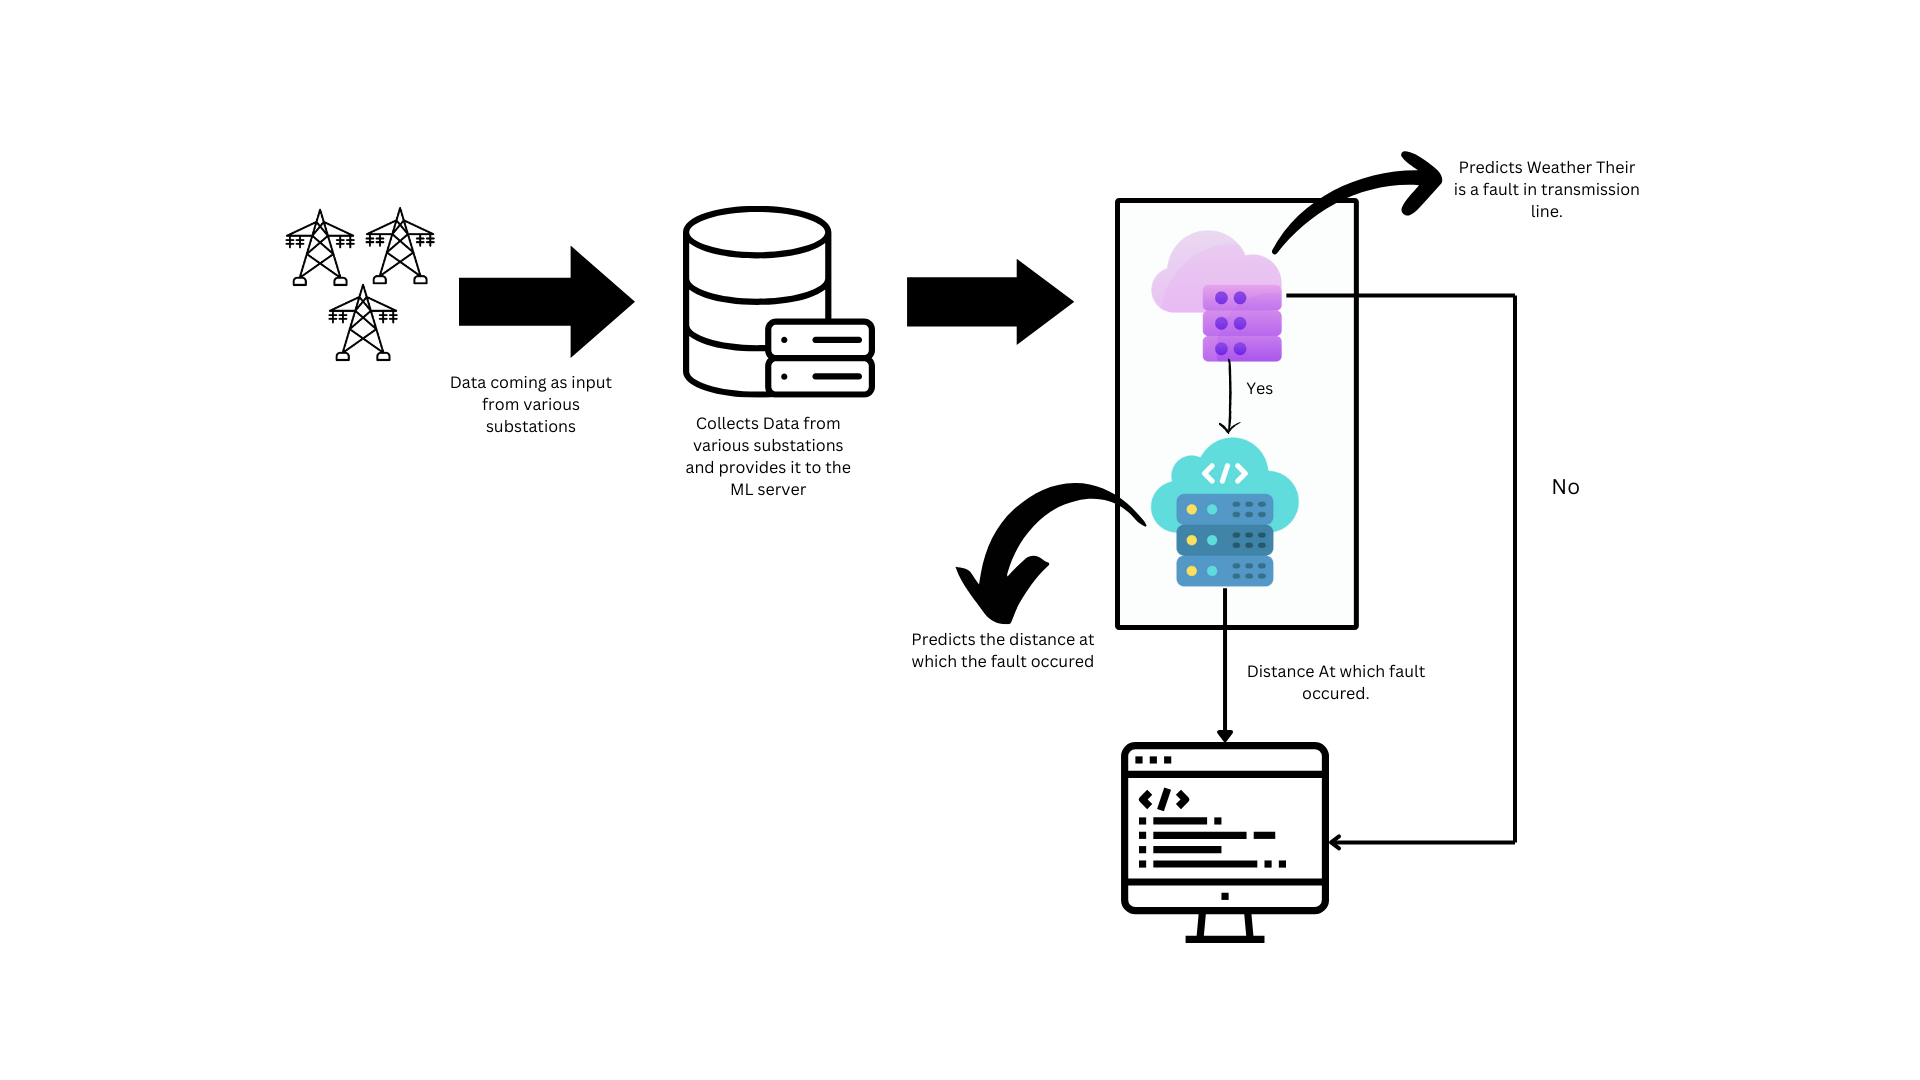 Predicts Weather Their
is a fault in transmission
line.
Data coming as input
from various
substations
Collects Data from
various substations
and provides it to the
ML server
Yes
</>
No
Predicts the distance at
which the fault occured
Distance At which fault
occured.
</>